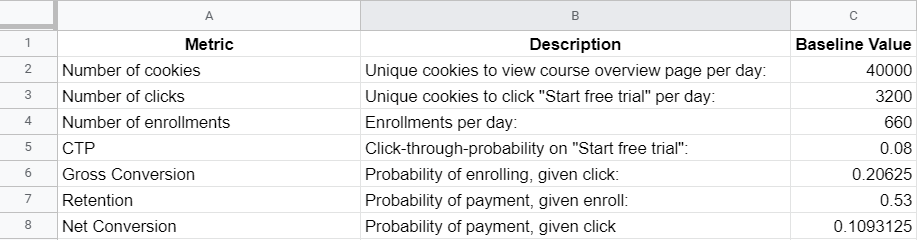 A B C
1 Metric Description Baseline Value
2 Number of cookies Unique cookies to view course overview page per day: 40000
3 Number of clicks Unique cookies to click "Start free trial" per day: 3200
4 Number of enrollments Enrollments per day: 660
5 CTP Click-through-probability on "Start free trial": 0.08
6 Gross Conversion Probability of enrolling, given click: 0.20625
7 Retention Probability of payment, given enroll: 0.53
8 Net Conversion Probability of payment, given click 0.1093125